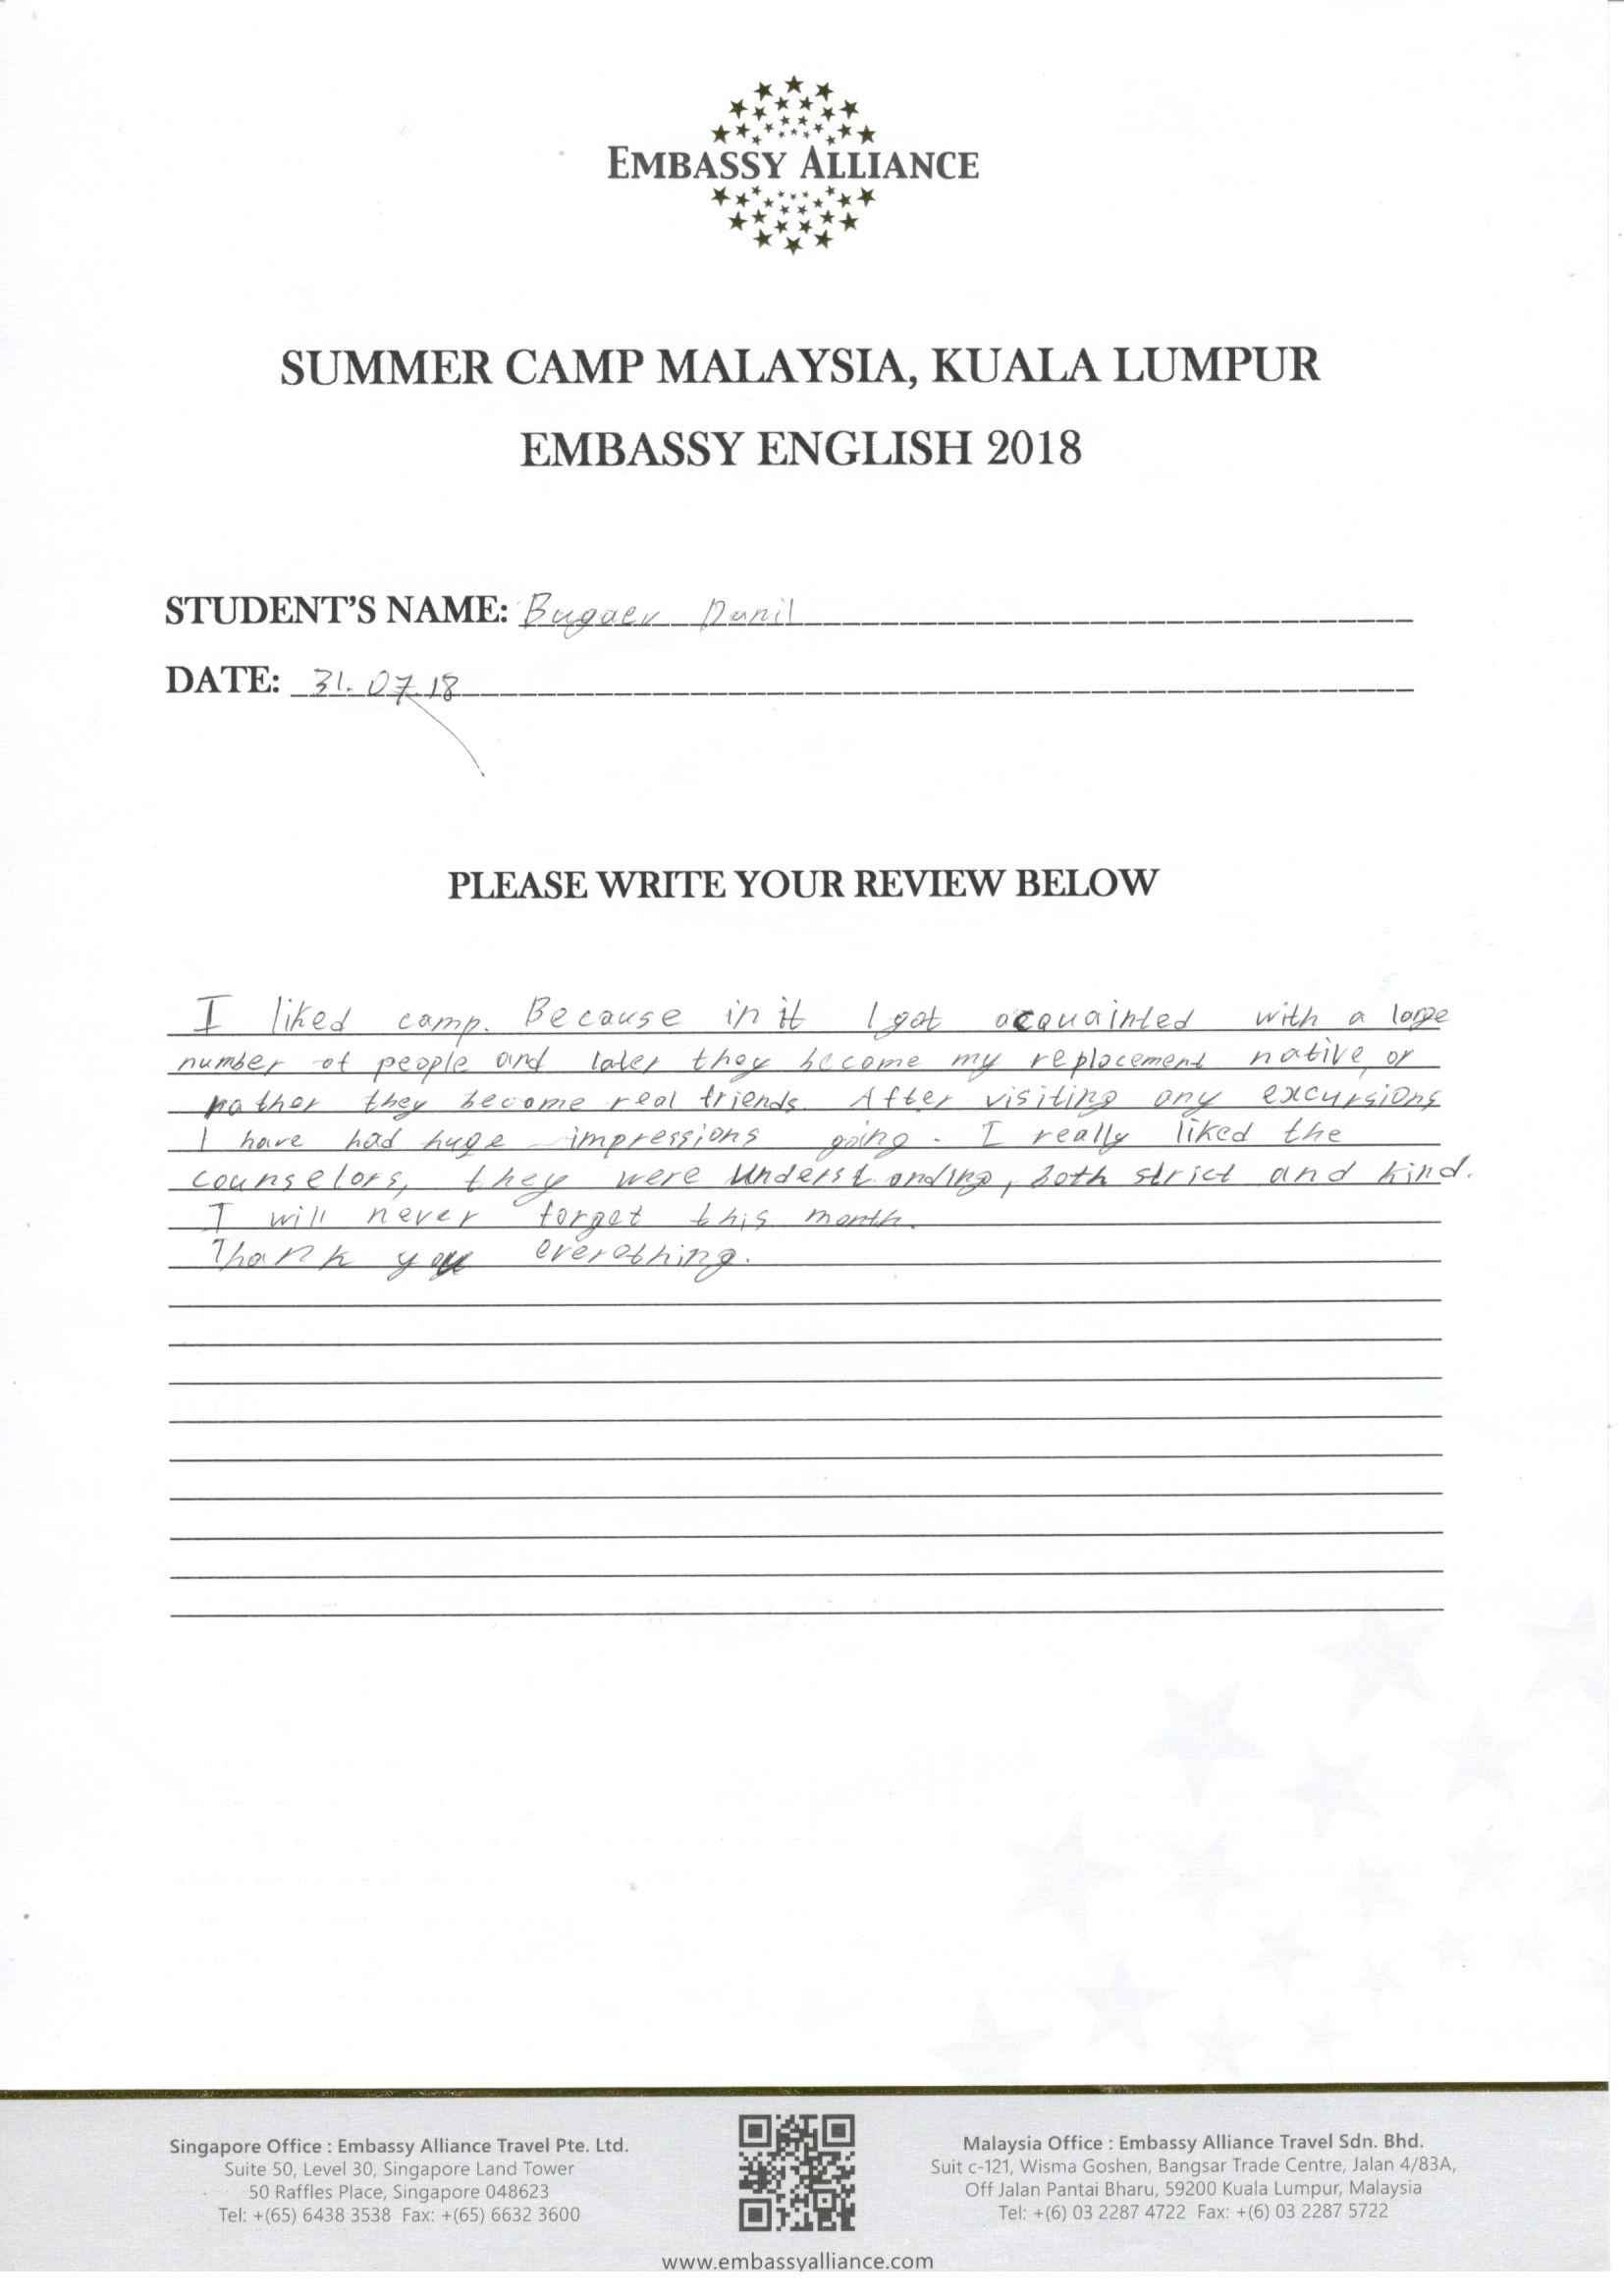 EMBASSY ALLIANCE
SUMMER CAMP MALAYSIA, KUALA LUMPUR
EMBASSY ENGLISH 2018
STUDENT'S NAME: Bugaev Danil
DATE: 31.07.18
PLEASE WRITE YOUR REVIEW BELOW
I liked camp. Because in it I got acquainted with a large
number of people and later they become my replacement native, or
rather they become real friends. After visiting any excursions
I have had huge impressions going. I really liked the
counselors, they were understanding, both strict and kind.
I will never forget this month.
Thank you everething.
Singapore Office : Embassy Alliance Travel Pte. Ltd.
Suite 50, Level 30, Singapore Land Tower
50 Raffles Place, Singapore 048623
Tel: +(65) 6438 3538 Fax: +(65) 6632 3600
Malaysia Office : Embassy Alliance Travel Sdn. Bhd.
Suit c-121, Wisma Goshen, Bangsar Trade Centre, Jalan 4/83A,
Off Jalan Pantai Bharu, 59200 Kuala Lumpur, Malaysia
Tel: +(6) 03 2287 4722 Fax: +(6) 03 2287 5722
www.embassyalliance.com